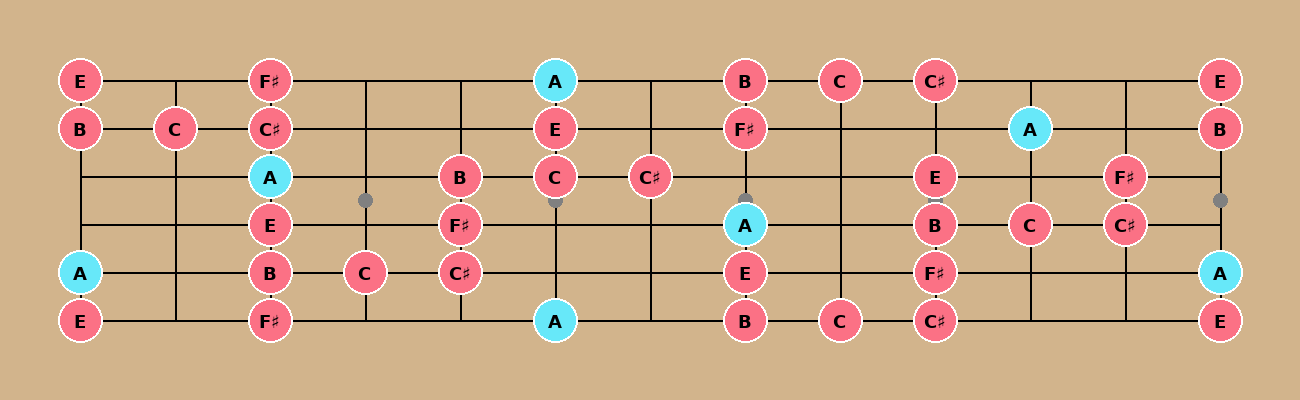 E F♯ A B C C♯ E
B C C♯ E F♯ A B
A B C C♯ E F♯
E F♯ A B C C♯
A B C C♯ E F♯ A
E F♯ A B C C♯ E